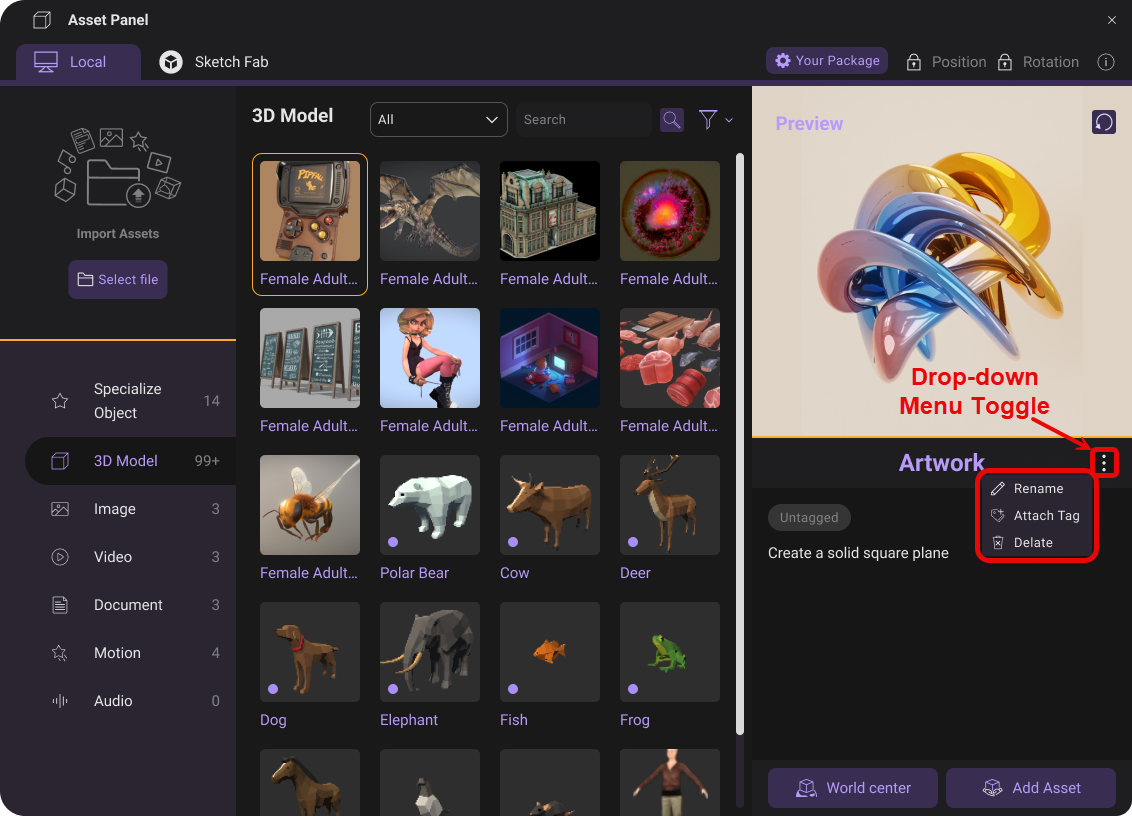 Asset Panel
Local
Sketch Fab
Your Package
Position
Rotation
Import Assets
Select file
Specialize
Object
14
3D Model
99+
Image
3
Video
3
Document
3
Motion
4
Audio
0
3D Model
All
Search
Female Adult...
Female Adult...
Female Adult...
Female Adult...
Female Adult...
Female Adult...
Female Adult...
Female Adult...
Female Adult...
Polar Bear
Cow
Deer
Dog
Elephant
Fish
Frog
Preview
Drop-down
Menu Toggle
Artwork
Rename
Attach Tag
Delate
Untagged
Create a solid square plane
World center
Add Asset